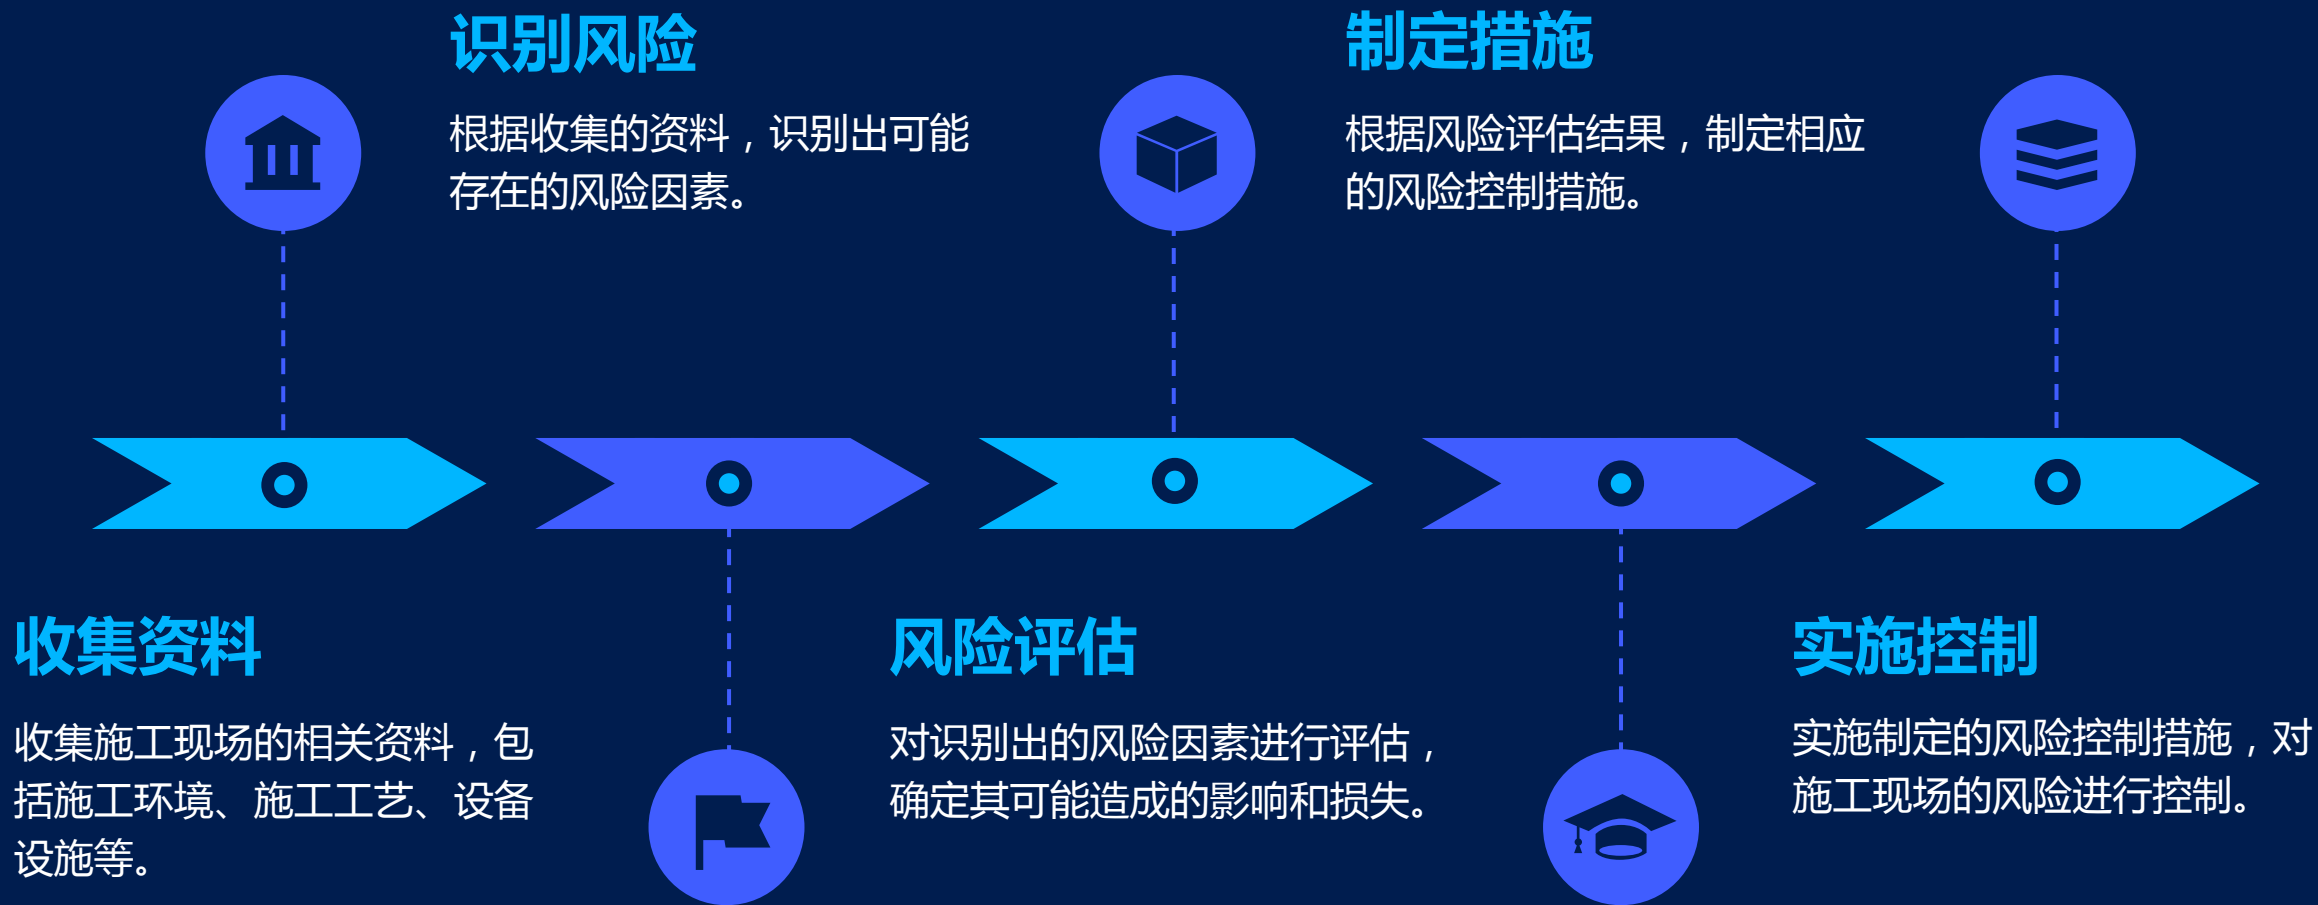 识别风险
根据收集的资料，识别出可能
存在的风险因素。
制定措施
根据风险评估结果，制定相应
的风险控制措施。
收集资料
收集施工现场的相关资料，包
括施工环境、施工工艺、设备
设施等。
风险评估
对识别出的风险因素进行评估，
确定其可能造成的影响和损失。
实施控制
实施制定的风险控制措施，对
施工现场的风险进行控制。